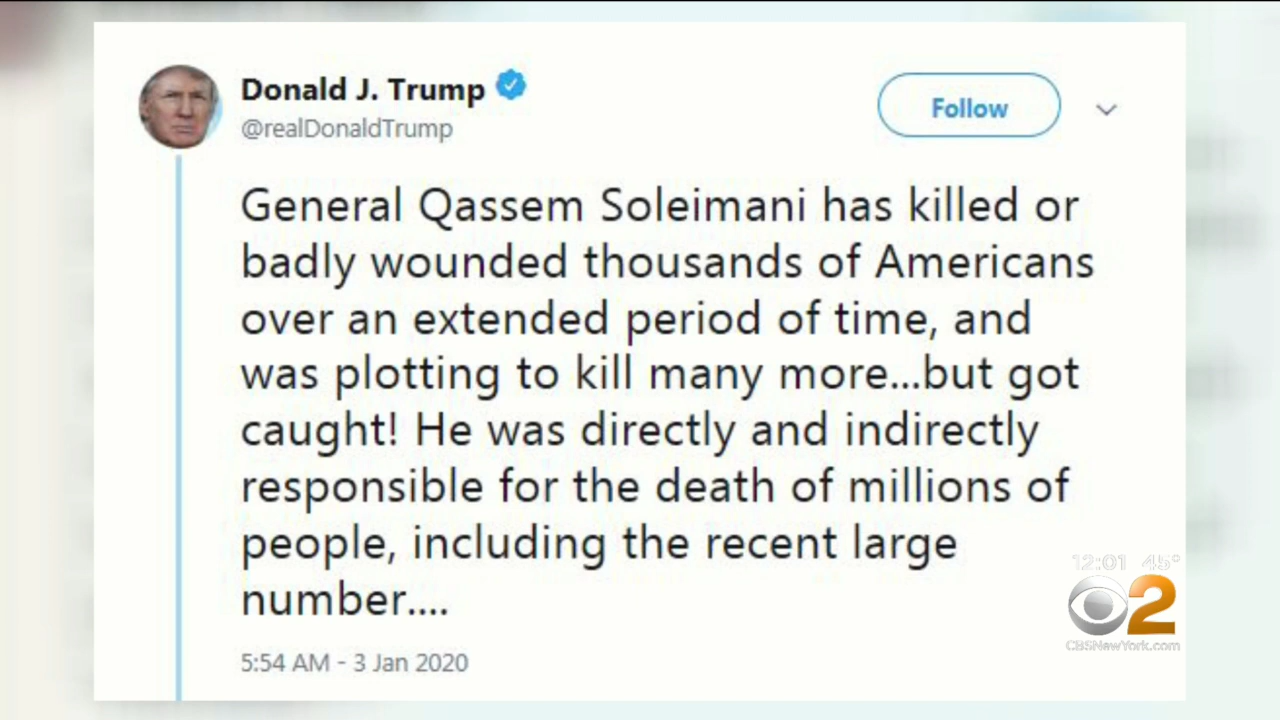 Donald J. Trump
@realDonaldTrump
Follow
General Qassem Soleimani has killed or
badly wounded thousands of Americans
over an extended period of time, and
was plotting to kill many more...but got
caught! He was directly and indirectly
responsible for the death of millions of
people, including the recent large
number....
5:54 AM - 3 Jan 2020
12:01 45°
2
CBSNewYork.com